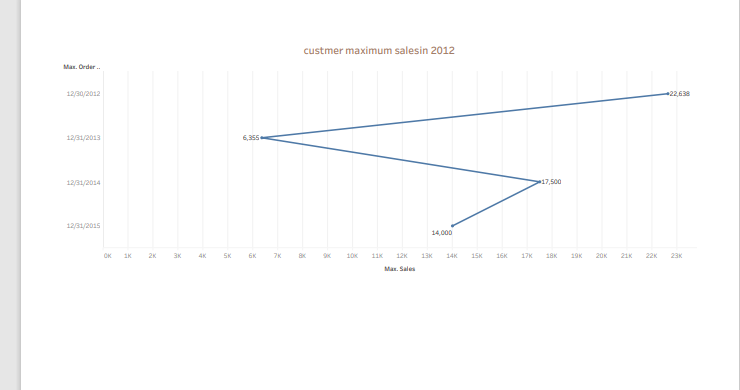 custmer maximum salesin 2012
Max. Order ..
12/30/2012
22,638
12/31/2013
6,355
12/31/2014
17,500
12/31/2015
14,000
0K 1K 2K 3K 4K 5K 6K 7K 8K 9K 10K 11K 12K 13K 14K 15K 16K 17K 18K 19K 20K 21K 22K 23K
Max. Sales